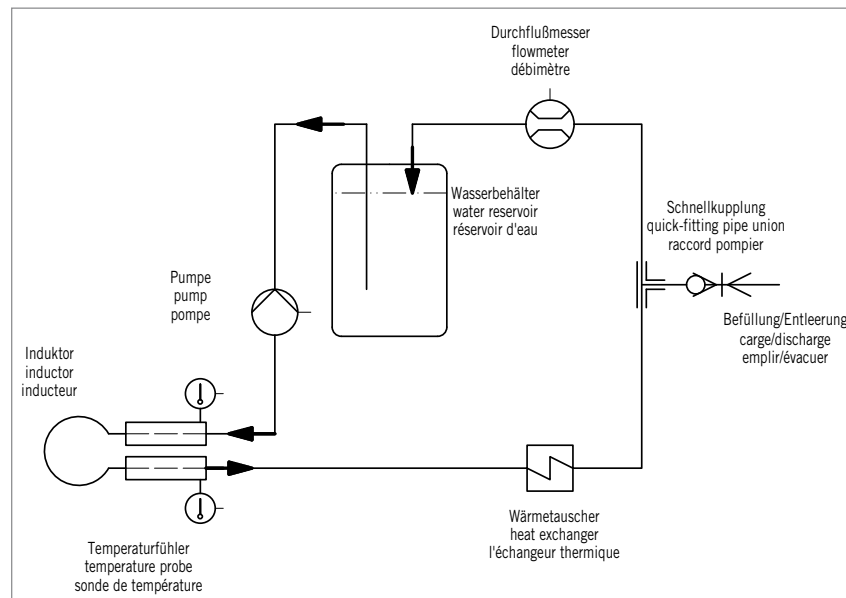 Durchflußmesser
flowmeter
débimètre
Wasserbehälter
water reservoir
réservoir d'eau
Schnellkupplung
quick-fitting pipe union
raccord pompier
Pumpe
pump
pompe
Befüllung/Entleerung
carge/discharge
emplir/évacuer
Induktor
inductor
inducteur
Wärmetauscher
heat exchanger
l'échangeur thermique
Temperaturfühler
temperature probe
sonde de température